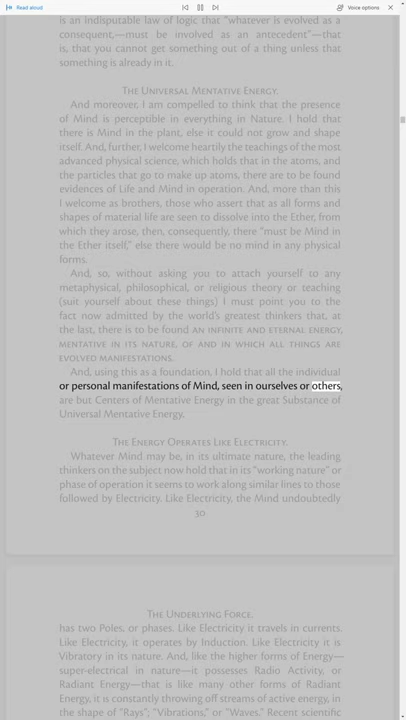 Read aloud
Voice options
is an indisputable law of logic that “whatever is evolved as a
consequent,—must be involved as an antecedent”—that
is, that you cannot get something out of a thing unless that
something is already in it.
The Universal Mentative Energy.
And moreover, I am compelled to think that the presence
of Mind is perceptible in everything in Nature. I hold that
there is Mind in the plant, else it could not grow and shape
itself. And, further, I welcome heartily the teachings of the most
advanced physical science, which holds that in the atoms, and
the particles that go to make up atoms, there are to be found
evidences of Life and Mind in operation. And, more than this
I welcome as brothers, those who assert that as all forms and
shapes of material life are seen to dissolve into the Ether, from
which they arose, then, consequently, there “must be Mind in
the Ether itself,” else there would be no mind in any physical
forms.
And, so, without asking you to attach yourself to any
metaphysical, philosophical, or religious theory or teaching
(suit yourself about these things) I must point you to the
fact now admitted by the world’s greatest thinkers that, at
the last, there is to be found an infinite and eternal energy,
mentative in its nature, of and in which all things are
evolved manifestations.
And, using this as a foundation, I hold that all the individual
or personal manifestations of Mind, seen in ourselves or others,
are but Centers of Mentative Energy in the great Substance of
Universal Mentative Energy.
The Energy Operates Like Electricity.
Whatever Mind may be, in its ultimate nature, the leading
thinkers on the subject now hold that in its “working nature” or
phase of operation it seems to work along similar lines to those
followed by Electricity. Like Electricity, the Mind undoubtedly
30
The Underlying Force.
has two Poles, or phases. Like Electricity it travels in currents.
Like Electricity, it operates by Induction. Like Electricity it is
Vibratory in its nature. And, like the higher forms of Energy—
super-electrical in nature—it possesses Radio Activity, or
Radiant Energy—that is like many other forms of Radiant
Energy, it is constantly throwing off streams of active energy, in
the shape of “Rays”; “Vibrations,” or “Waves.” Recent scientific